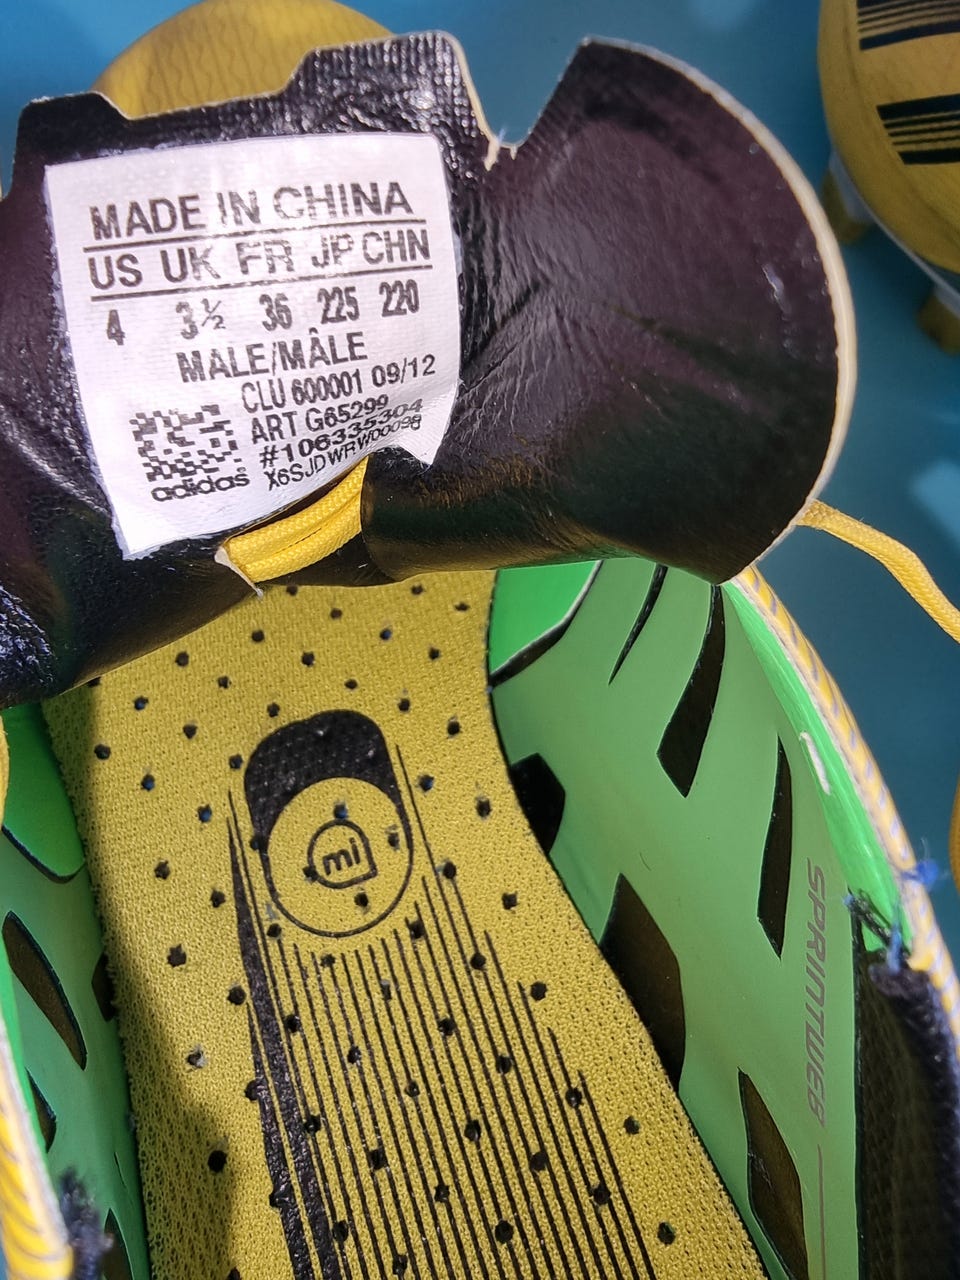 MADE IN CHINA
US UK FR JP CHN
4 3½ 36 225 220
MALE/MÂLE
CLU 600001 09/12
ART G65299
#106335304
X6SJDWRWD0098
adidas
mi
SPRINTWEB